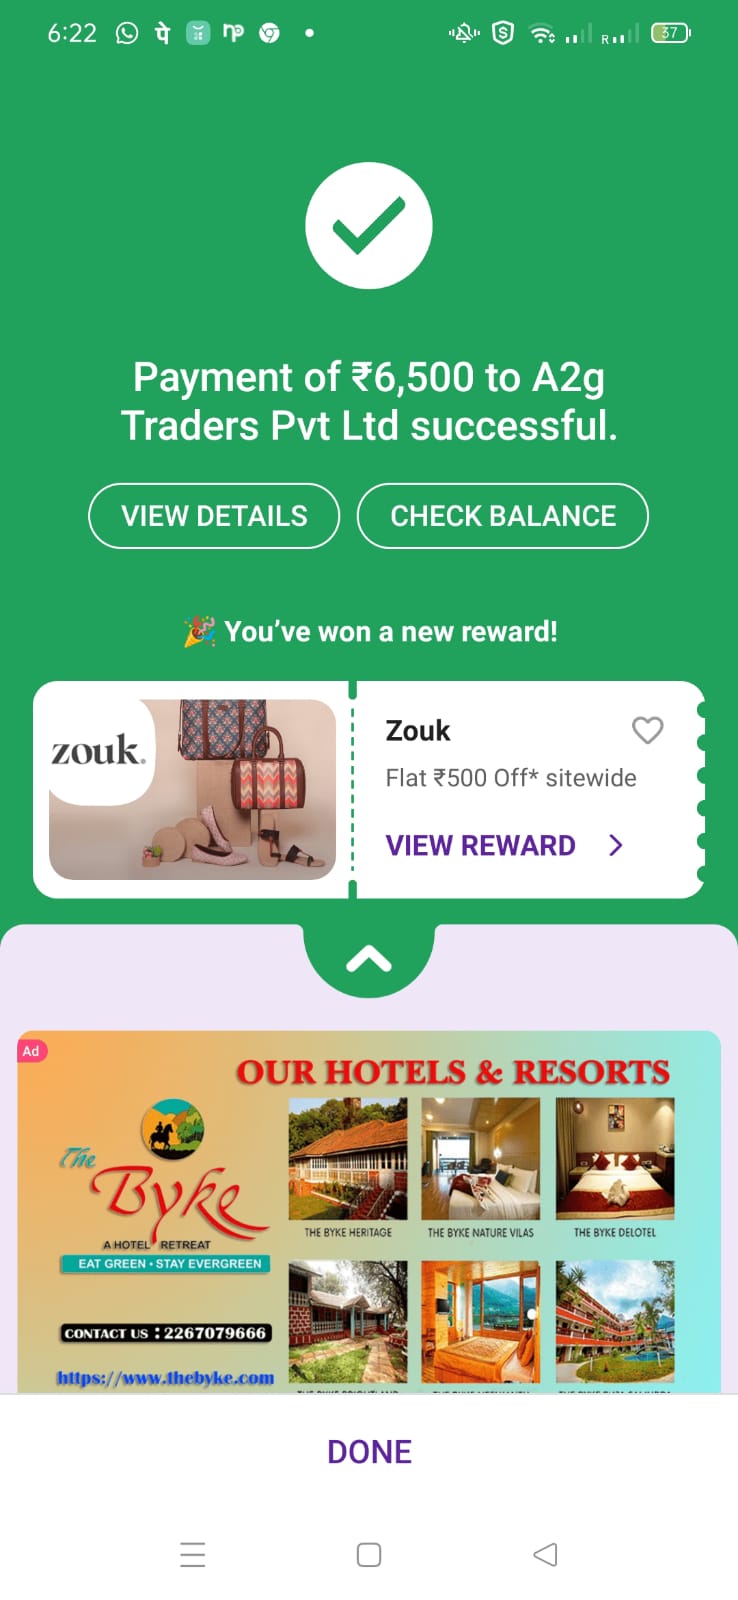 6:22
पे
np
S
R
37
Payment of ₹6,500 to A2g
Traders Pvt Ltd successful.
VIEW DETAILS
CHECK BALANCE
You’ve won a new reward!
zouk.
Zouk
Flat ₹500 Off* sitewide
VIEW REWARD
Ad
OUR HOTELS & RESORTS
The
Byke
A HOTEL RETREAT
EAT GREEN • STAY EVERGREEN
THE BYKE HERITAGE
THE BYKE NATURE VILAS
THE BYKE DELOTEL
CONTACT US : 2267079666
https://www.thebyke.com
DONE